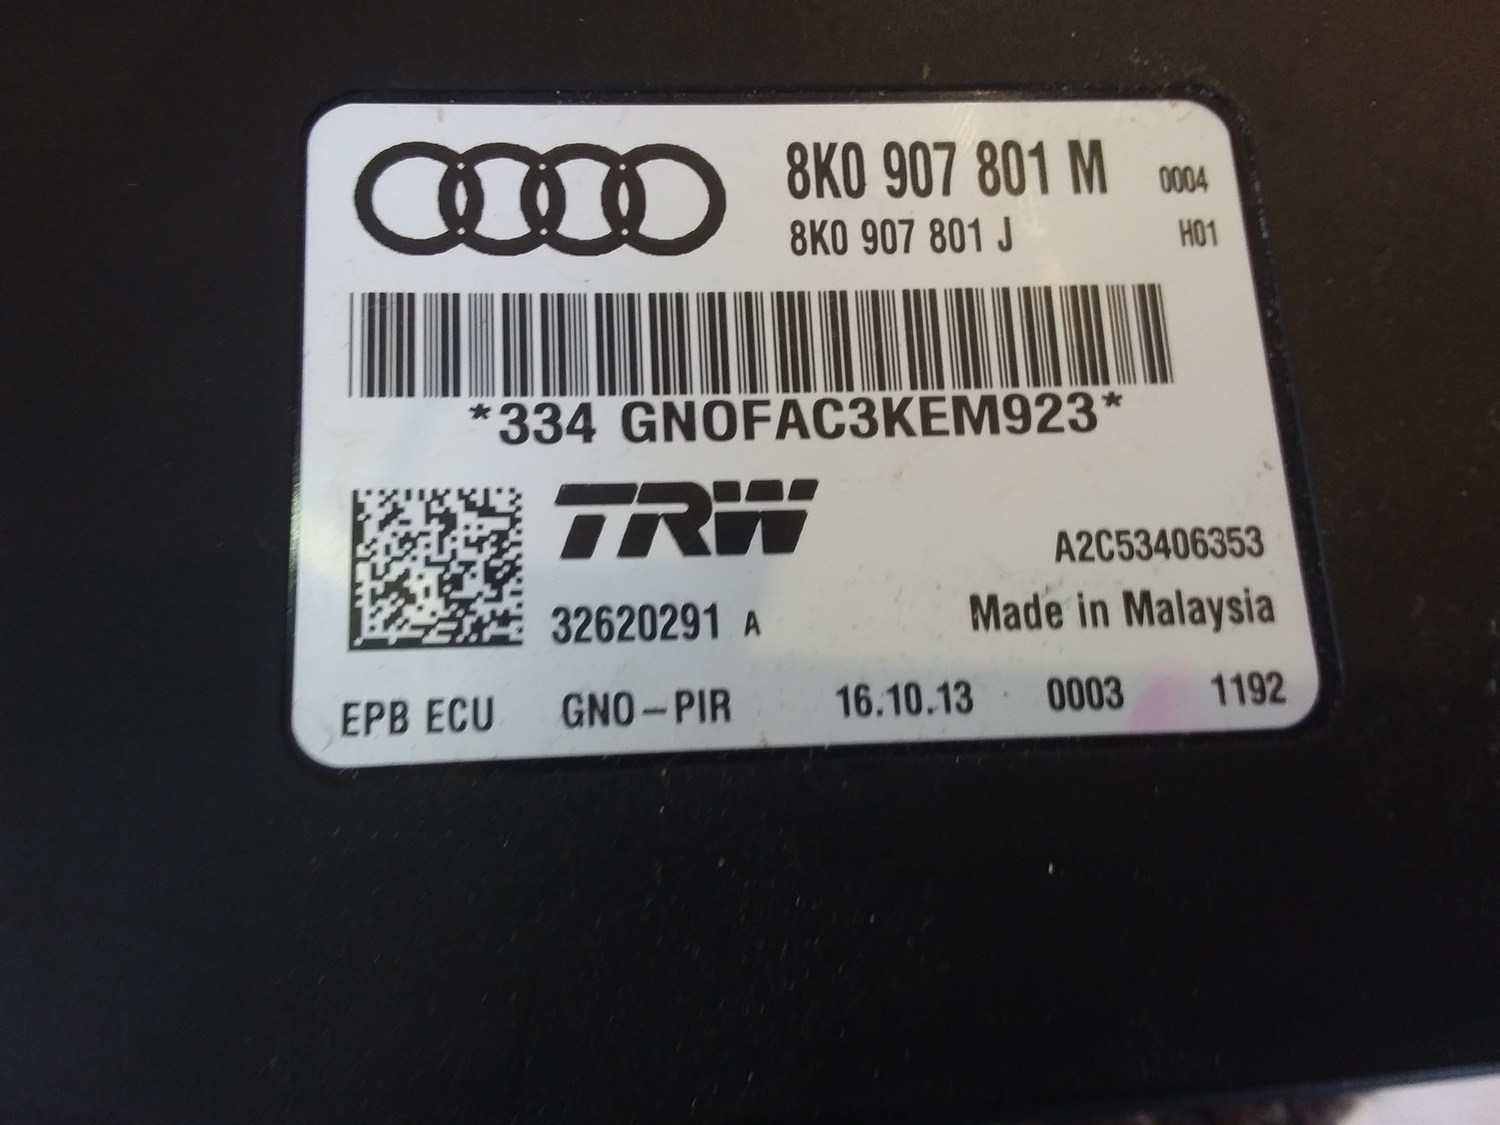 8K0 907 801 M 0004
8K0 907 801 J H01
*334 GNOFAC3KEM923*
TRW
A2C53406353
32620291 A Made in Malaysia
EPB ECU GNO-PIR 16.10.13 0003 1192